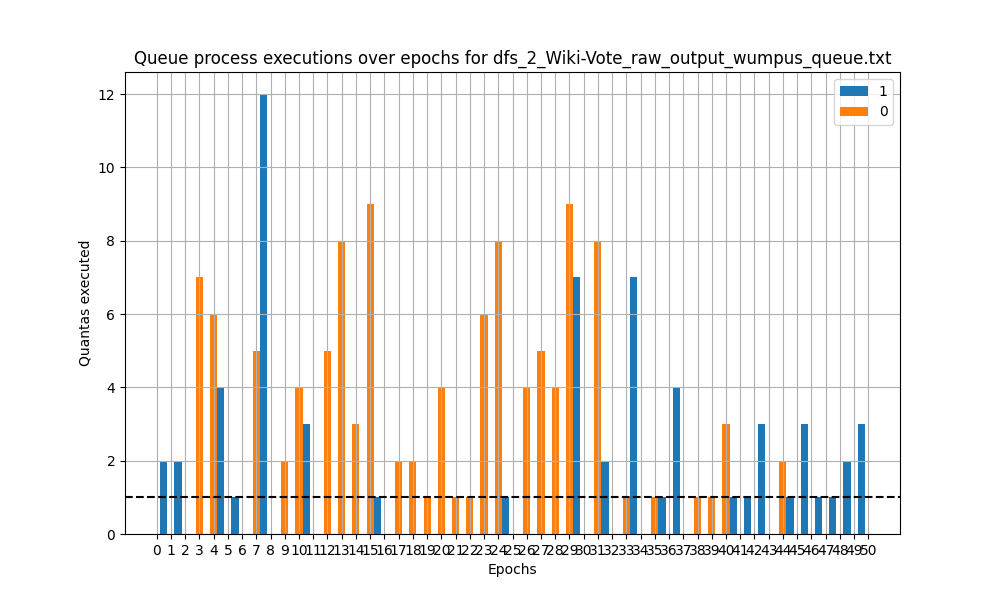 Queue process executions over epochs for dfs_2_Wiki-Vote_raw_output_wumpus_queue.txt
1
0
12
10
8
6
4
2
0
Quantas executed
0 1 2 3 4 5 6 7 8 9 10 11 12 13 14 15 16 17 18 19 20 21 22 23 24 25 26 27 28 29 30 31 32 33 34 35 36 37 38 39 40 41 42 43 44 45 46 47 48 49 50
Epochs